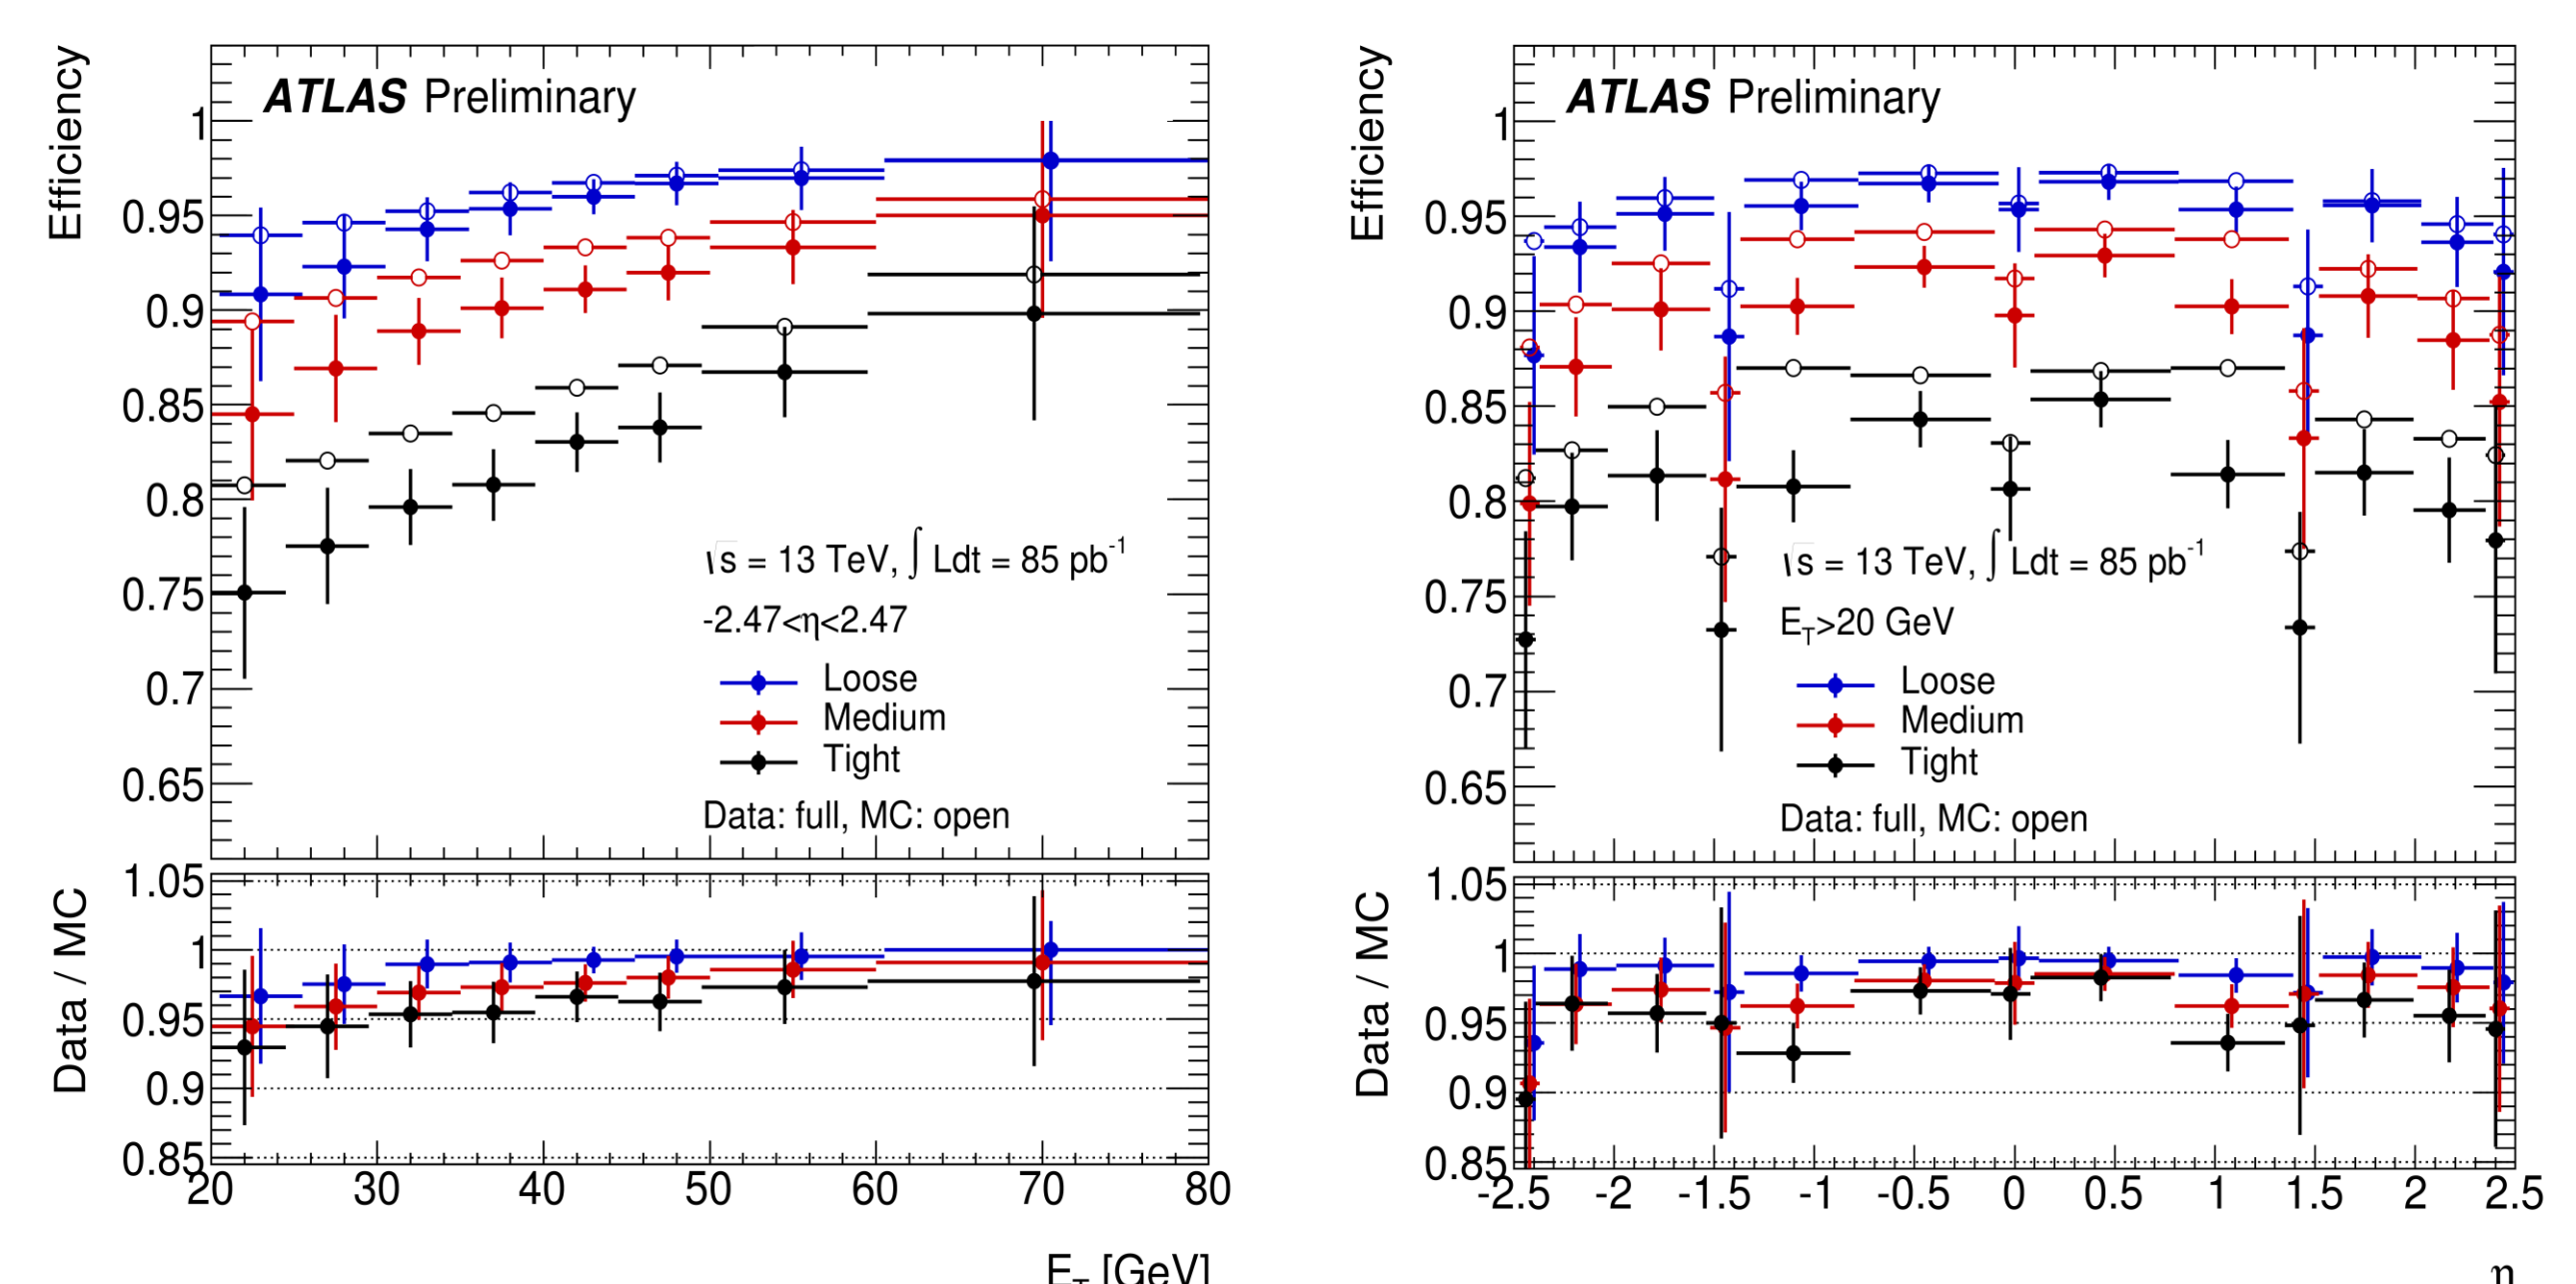 Efficiency
ATLAS Preliminary
1
0.95
0.9
0.85
0.8
0.75
0.7
0.65
√s = 13 TeV, ∫ Ldt = 85 pb⁻¹
-2.47<η<2.47
Loose
Medium
Tight
Data: full, MC: open
Data / MC
1.05
1
0.95
0.9
0.85
20 30 40 50 60 70 80
E_T [GeV]
Efficiency
ATLAS Preliminary
1
0.95
0.9
0.85
0.8
0.75
0.7
0.65
√s = 13 TeV, ∫ Ldt = 85 pb⁻¹
E_T>20 GeV
Loose
Medium
Tight
Data: full, MC: open
Data / MC
1.05
1
0.95
0.9
0.85
-2.5 -2 -1.5 -1 -0.5 0 0.5 1 1.5 2 2.5
η